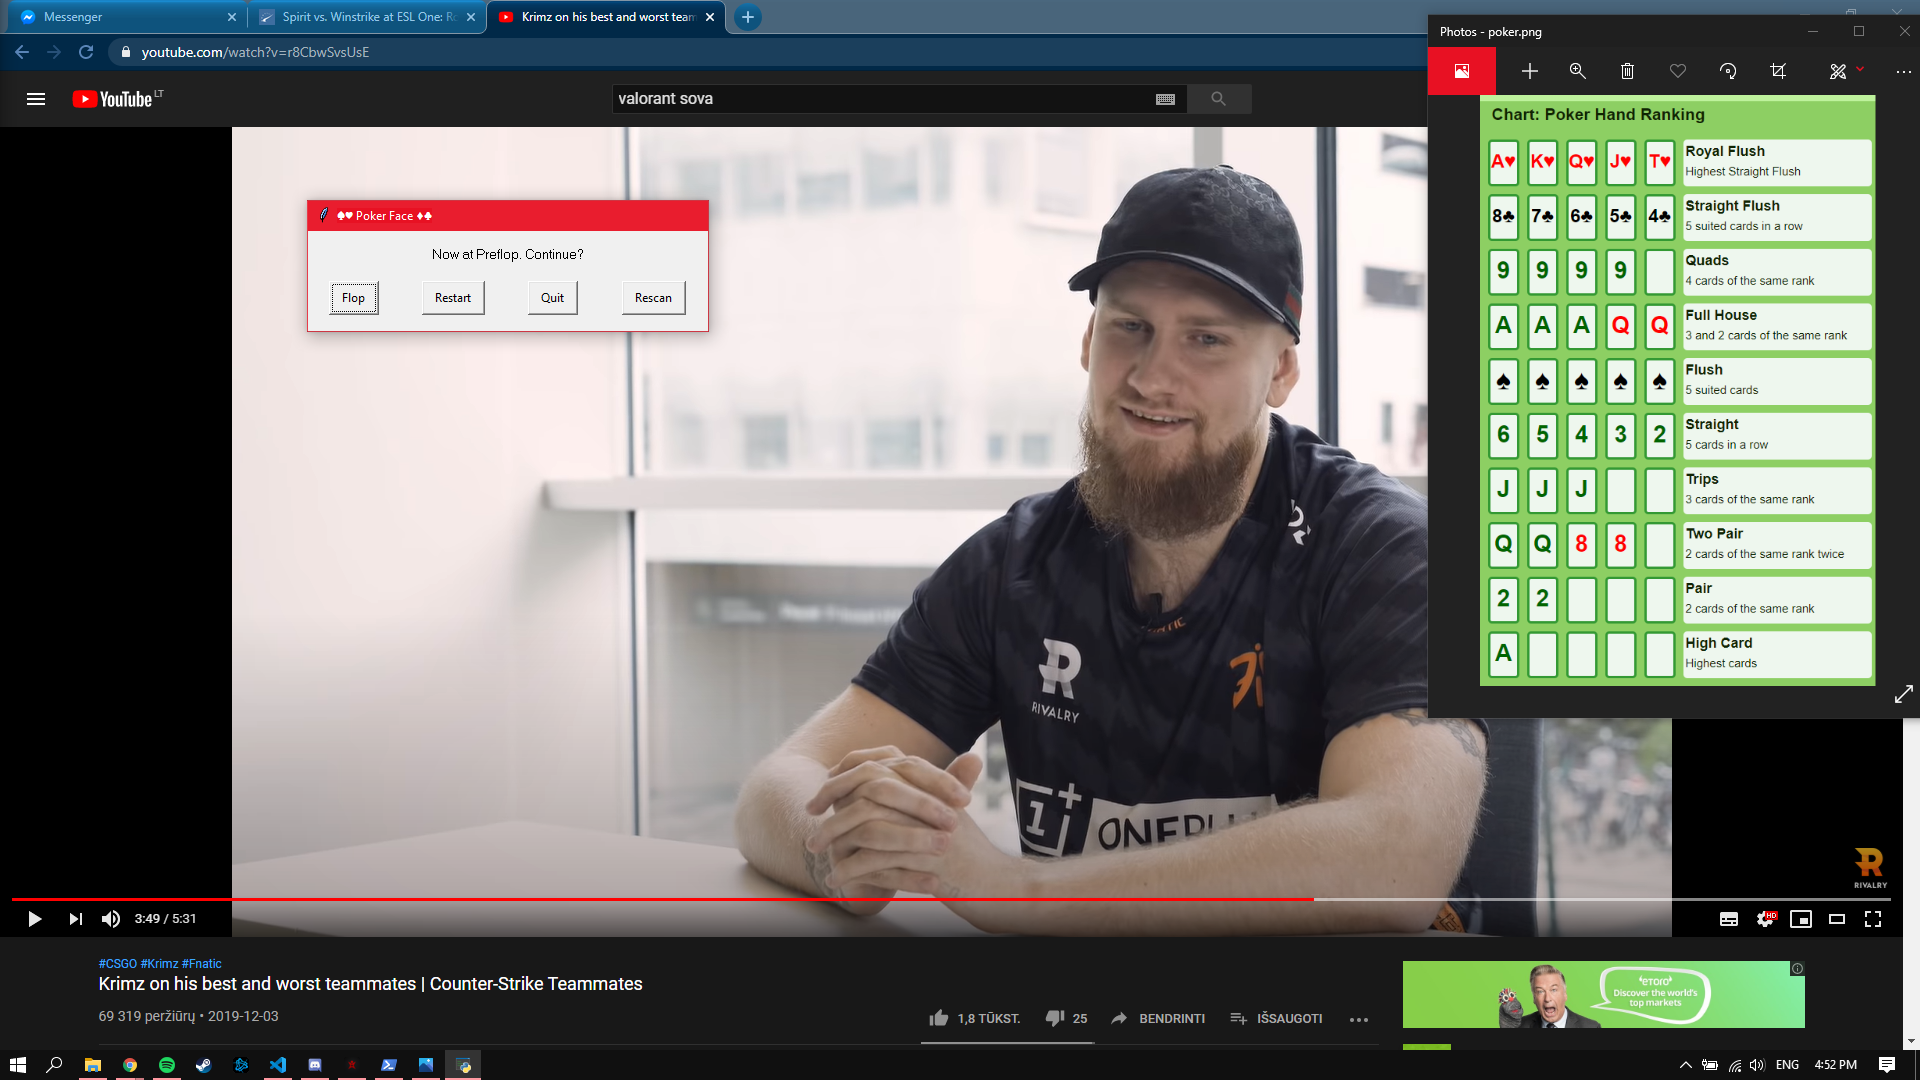 Messenger
Spirit vs. Winstrike at ESL One: Ro
Krimz on his best and worst team
youtube.com/watch?v=r8CbwSvsUsE
YouTube LT
valorant sova
Photos - poker.png
♠♥ Poker Face ♦♣
Now at Preflop. Continue?
Flop
Restart
Quit
Rescan
Chart: Poker Hand Ranking
A♥ K♥ Q♥ J♥ T♥
Royal Flush
Highest Straight Flush
8♣ 7♣ 6♣ 5♣ 4♣
Straight Flush
5 suited cards in a row
9 9 9 9
Quads
4 cards of the same rank
A A A Q Q
Full House
3 and 2 cards of the same rank
♠ ♠ ♠ ♠ ♠
Flush
5 suited cards
6 5 4 3 2
Straight
5 cards in a row
J J J
Trips
3 cards of the same rank
Q Q 8 8
Two Pair
2 cards of the same rank twice
2 2
Pair
2 cards of the same rank
A
High Card
Highest cards
R
RIVALRY
1+
ONEPLU
R
RIVALRY
3:49 / 5:31
HD
#CSGO #Krimz #Fnatic
Krimz on his best and worst teammates | Counter-Strike Teammates
69 319 peržiūrų • 2019-12-03
1,8 TŪKST.
25
BENDRINTI
IŠSAUGOTI
eToro
Discover the world's
top markets
ENG
4:52 PM